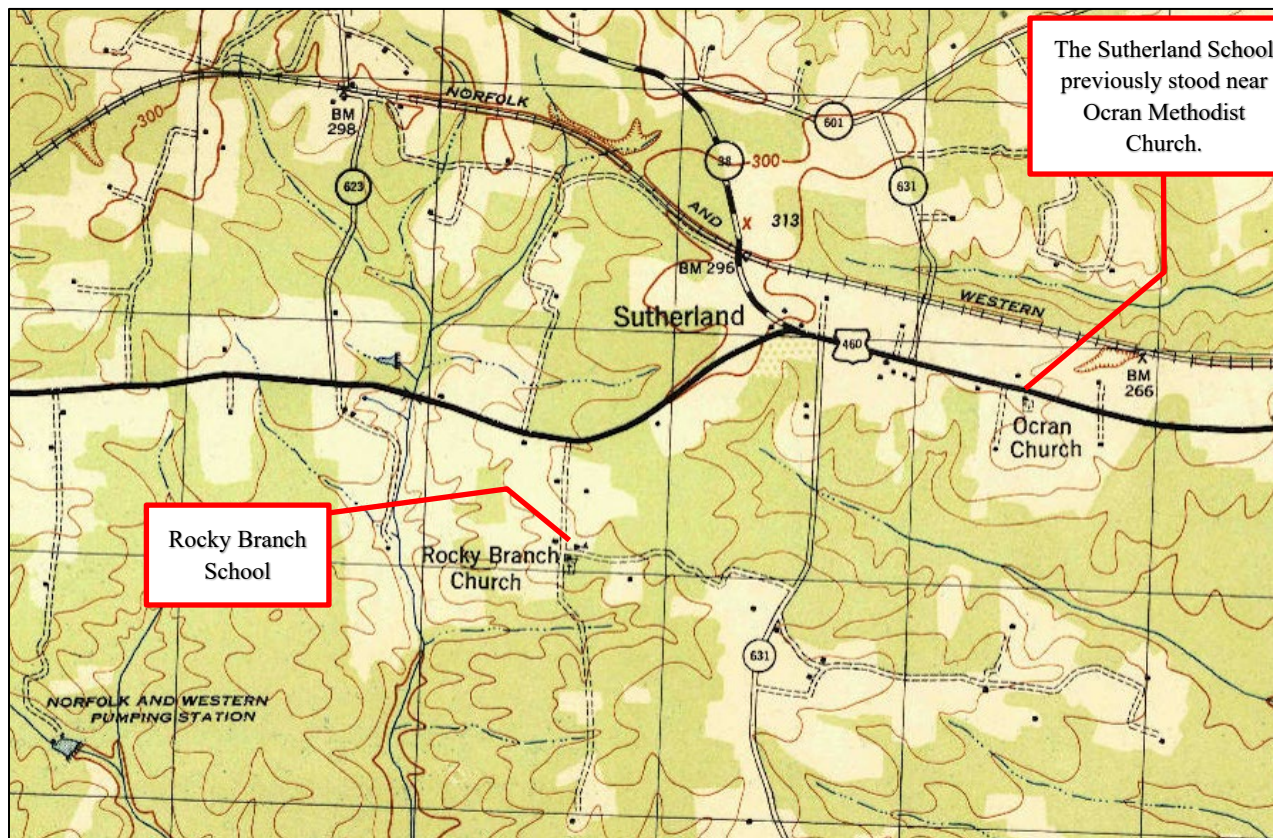 The Sutherland School
previously stood near
Ocran Methodist
Church.
NORFOLK
300
BM
298
601
38
300
623
631
AND
313
BM 296
WESTERN
Sutherland
460
BM
266
Ocran
Church
Rocky Branch
School
Rocky Branch
Church
631
NORFOLK AND WESTERN
PUMPING STATION